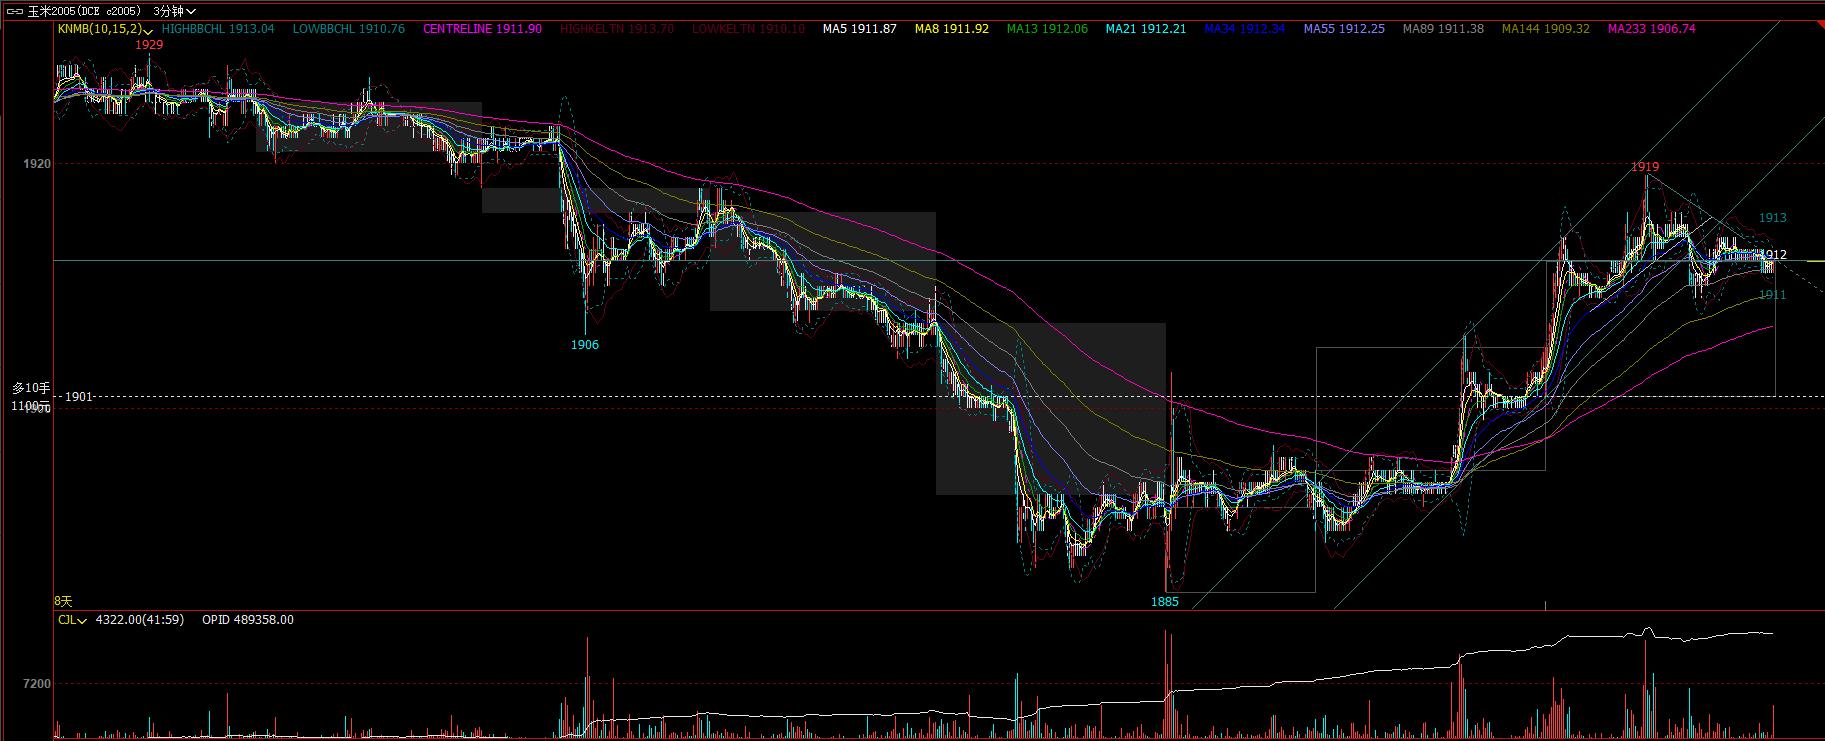 玉米2005(DCE c2005) 3分钟
KNMB(10,15,2) HIGHBBCHL 1913.04 LOWBBCHL 1910.76 CENTRELINE 1911.90 HIGHKELTN 1913.70 LOWKELTN 1910.10 MA5 1911.87 MA8 1911.92 MA13 1912.06 MA21 1912.21 MA34 1912.34 MA55 1912.25 MA89 1911.38 MA144 1909.32 MA233 1906.74
1929
1920
1919
1913
1912
1911
1906
多10手
1901
1100元
1885
8天
CJL 4322.00(41:59) OPID 489358.00
7200